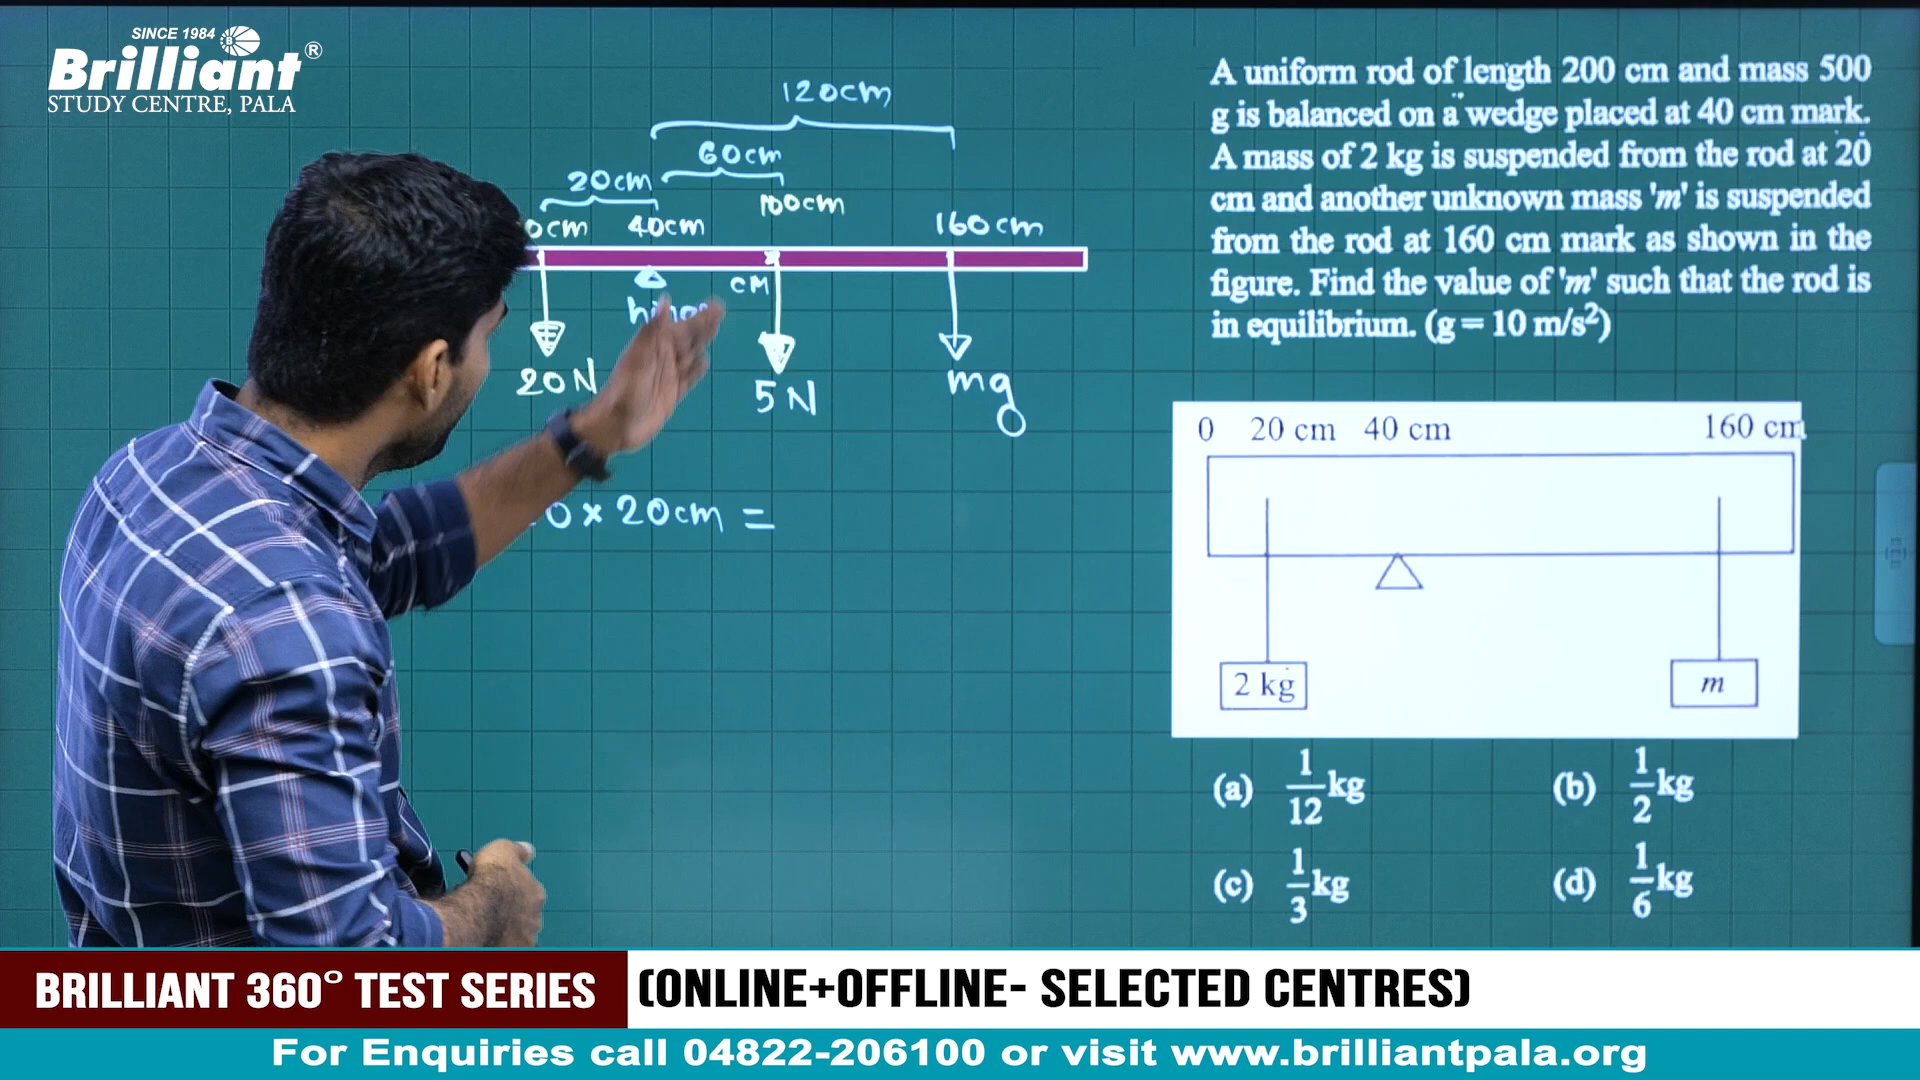 SINCE 1984
Brilliant®
STUDY CENTRE, PALA
120cm
60cm
20cm
100cm
0cm 40cm
160cm
CM
20N
5N
mg
0 × 20cm =
A uniform rod of length 200 cm and mass 500
g is balanced on a wedge placed at 40 cm mark.
A mass of 2 kg is suspended from the rod at 20
cm and another unknown mass 'm' is suspended
from the rod at 160 cm mark as shown in the
figure. Find the value of 'm' such that the rod is
in equilibrium. (g = 10 m/s²)
0 20 cm 40 cm 160 cm
2 kg
m
(a) 1/12 kg
(b) 1/2 kg
(c) 1/3 kg
(d) 1/6 kg
BRILLIANT 360° TEST SERIES (ONLINE+OFFLINE- SELECTED CENTRES)
For Enquiries call 04822-206100 or visit www.brilliantpala.org